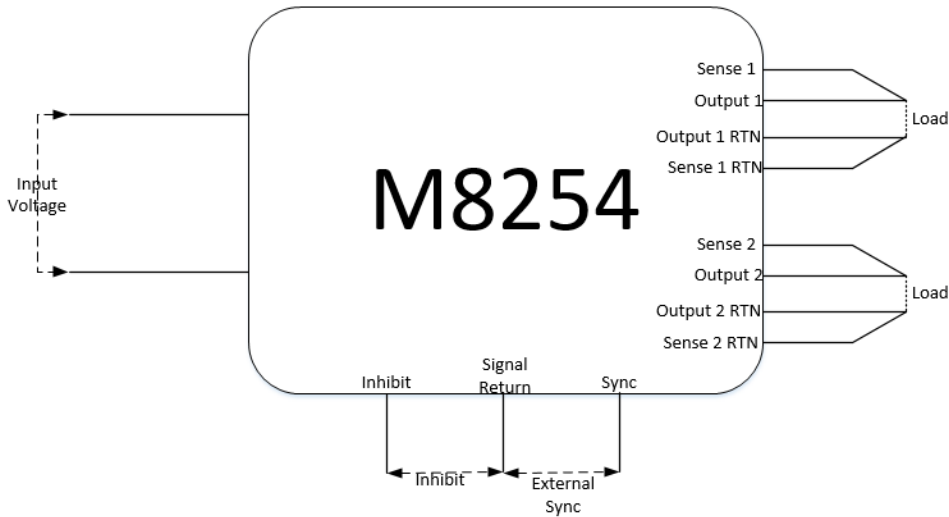 Input
Voltage
M8254
Sense 1
Output 1
Output 1 RTN
Sense 1 RTN
Load
Sense 2
Output 2
Output 2 RTN
Sense 2 RTN
Load
Inhibit
Signal
Return
Sync
Inhibit
External
Sync